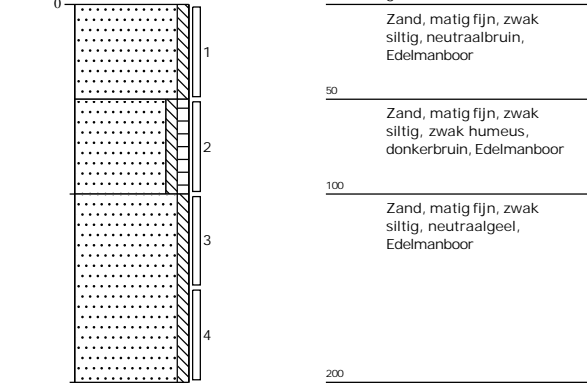 0
Zand, matig fijn, zwak
siltig, neutraalbruin,
Edelmanboor
1
50
Zand, matig fijn, zwak
siltig, zwak humeus,
donkerbruin, Edelmanboor
2
100
Zand, matig fijn, zwak
siltig, neutraalgeel,
Edelmanboor
3
4
200